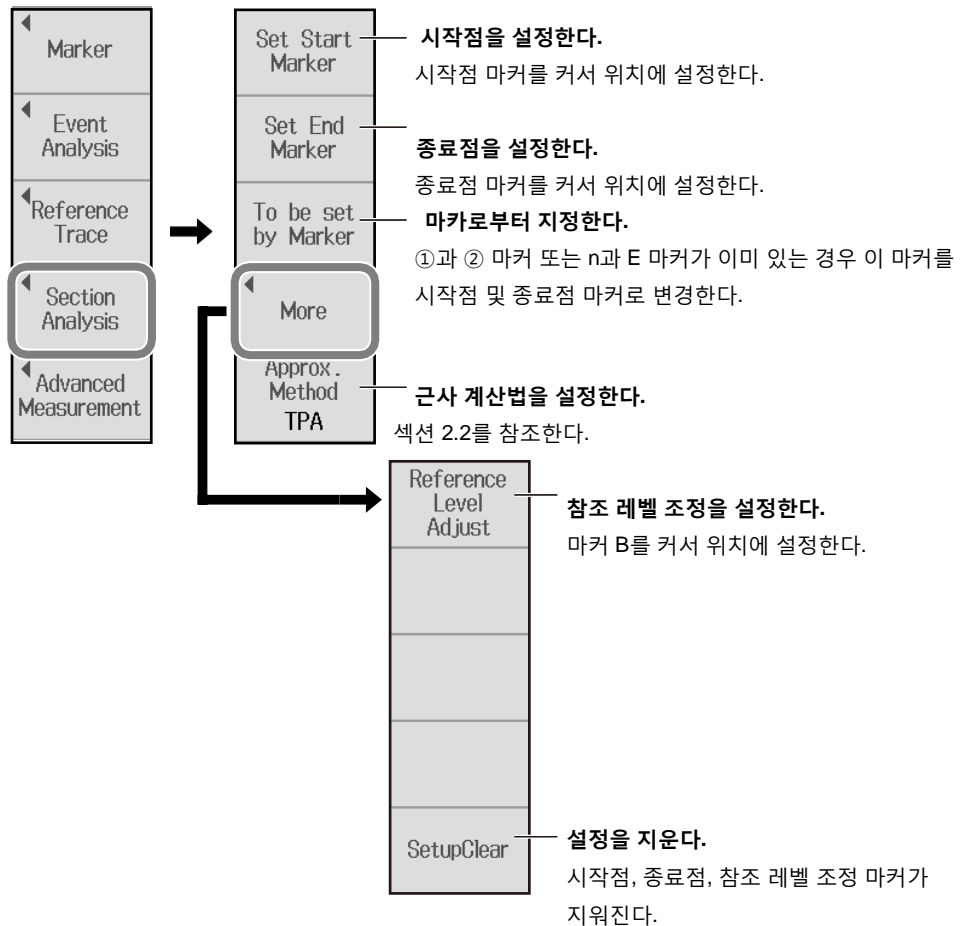 Marker
Event
Analysis
Reference
Trace
Section
Analysis
Advanced
Measurement
Set Start
Marker
시작점을 설정한다.
시작점 마커를 커서 위치에 설정한다.
Set End
Marker
종료점을 설정한다.
종료점 마커를 커서 위치에 설정한다.
To be set
by Marker
마카로부터 지정한다.
①과 ② 마커 또는 n과 E 마커가 이미 있는 경우 이 마커를
시작점 및 종료점 마커로 변경한다.
More
Approx.
Method
TPA
근사 계산법을 설정한다.
섹션 2.2를 참조한다.
Reference
Level
Adjust
참조 레벨 조정을 설정한다.
마커 B를 커서 위치에 설정한다.
SetupClear
설정을 지운다.
시작점, 종료점, 참조 레벨 조정 마커가
지워진다.